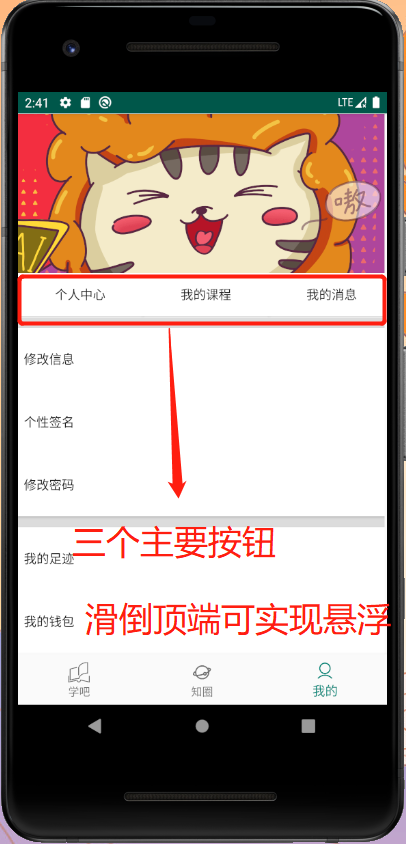 2:41 LTE
嗷
AI
个人中心 我的课程 我的消息
修改信息
个性签名
修改密码
三个主要按钮
我的足迹
滑倒顶端可实现悬浮
我的钱包
学吧 知圈 我的